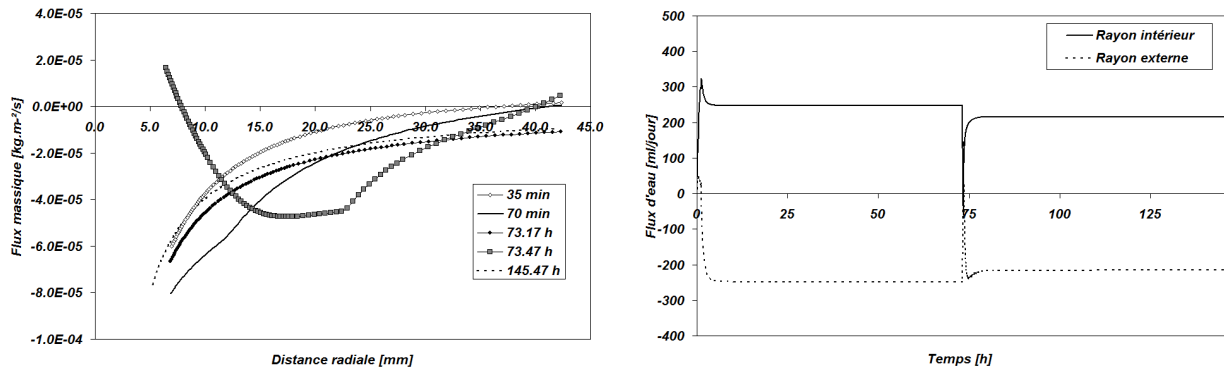 4.0E-05
2.0E-05
0.0E+00
-2.0E-05
-4.0E-05
-6.0E-05
-8.0E-05
-1.0E-04
0.0 5.0 10.0 15.0 20.0 25.0 30.0 35.0 40.0 45.0
Flux massique [kg.m-²/s]
Distance radiale [mm]
35 min
70 min
73.17 h
73.47 h
145.47 h
500
400
300
200
100
0
-100
-200
-300
-400
0 25 50 75 100 125
Flux d'eau [ml/jour]
Temps [h]
Rayon intérieur
Rayon externe